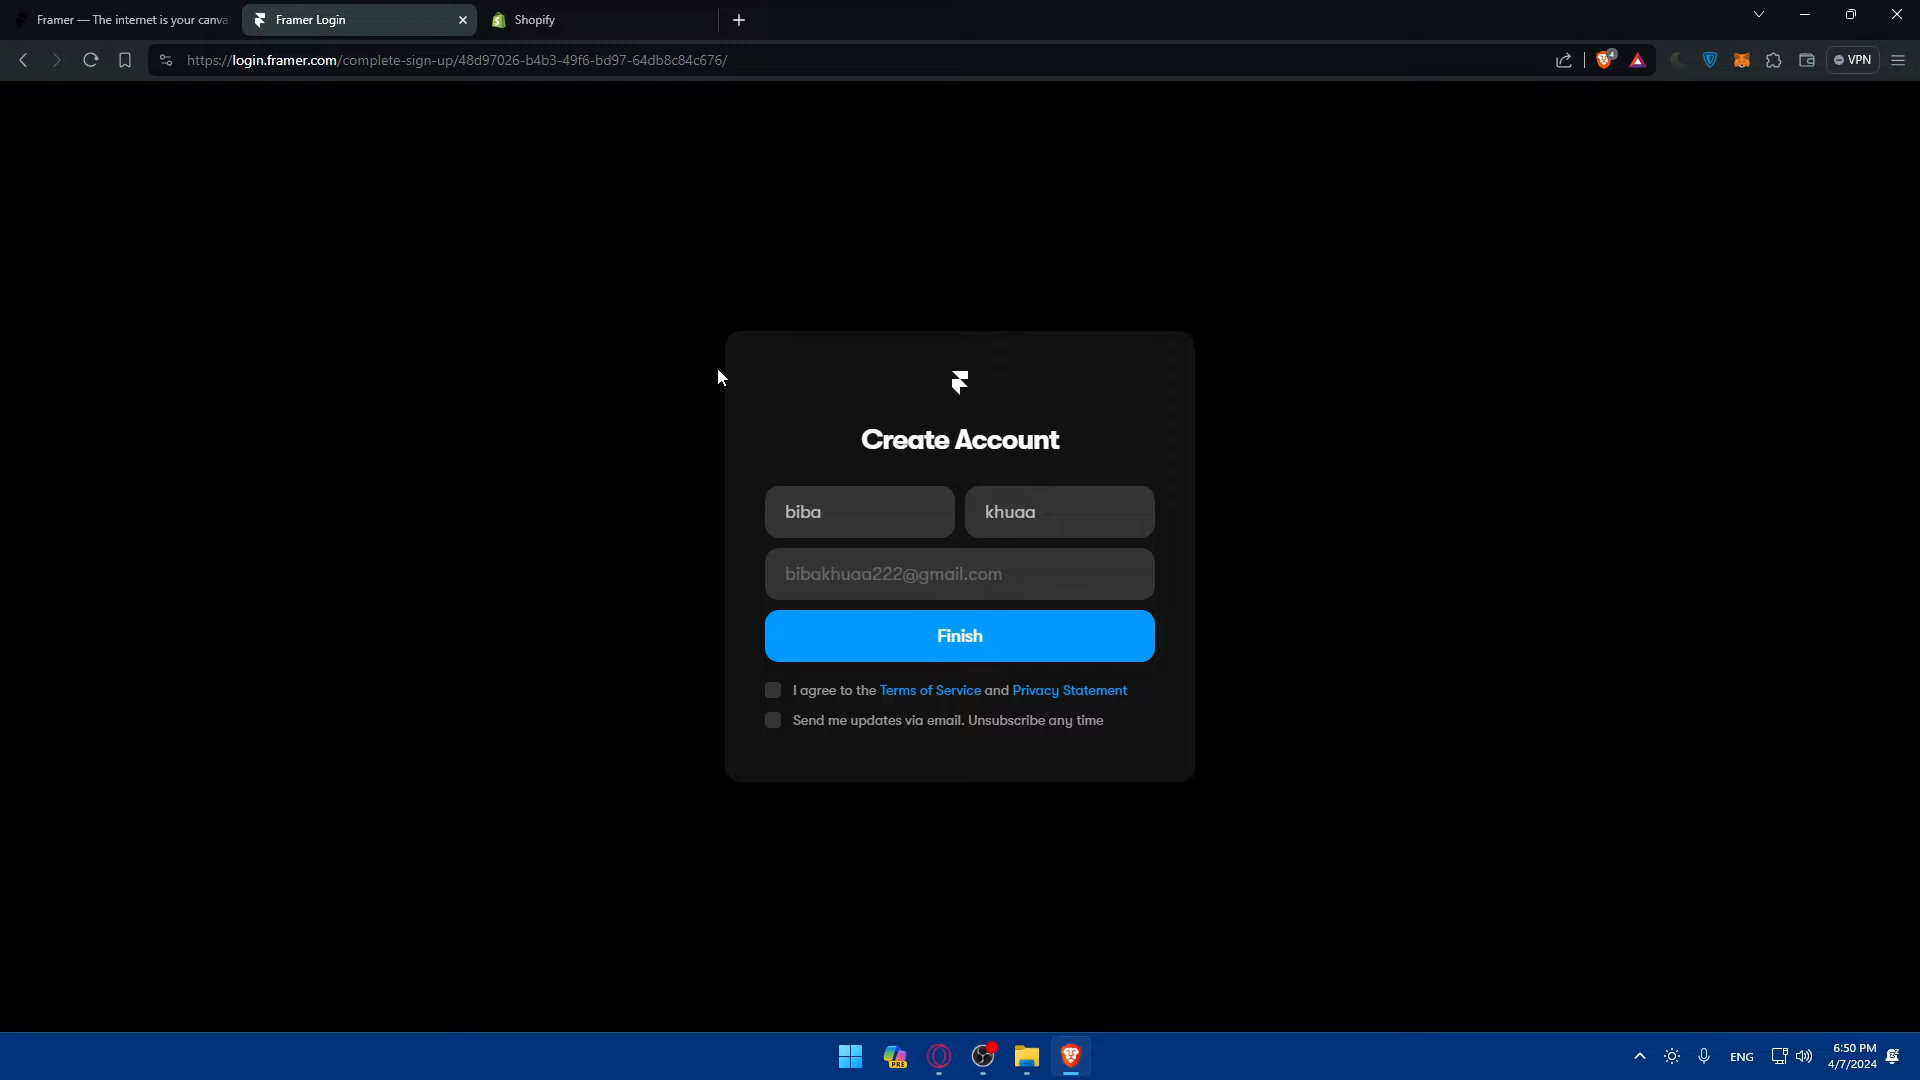 Framer — The internet is your canva
Framer Login
Shopify
https://login.framer.com/complete-sign-up/48d97026-b4b3-49f6-bd97-64db8c84c676/
4
VPN
Create Account
biba
khuaa
bibakhuaa222@gmail.com
Finish
I agree to the Terms of Service and Privacy Statement
Send me updates via email. Unsubscribe any time
PRE
ENG
6:50 PM
4/7/2024